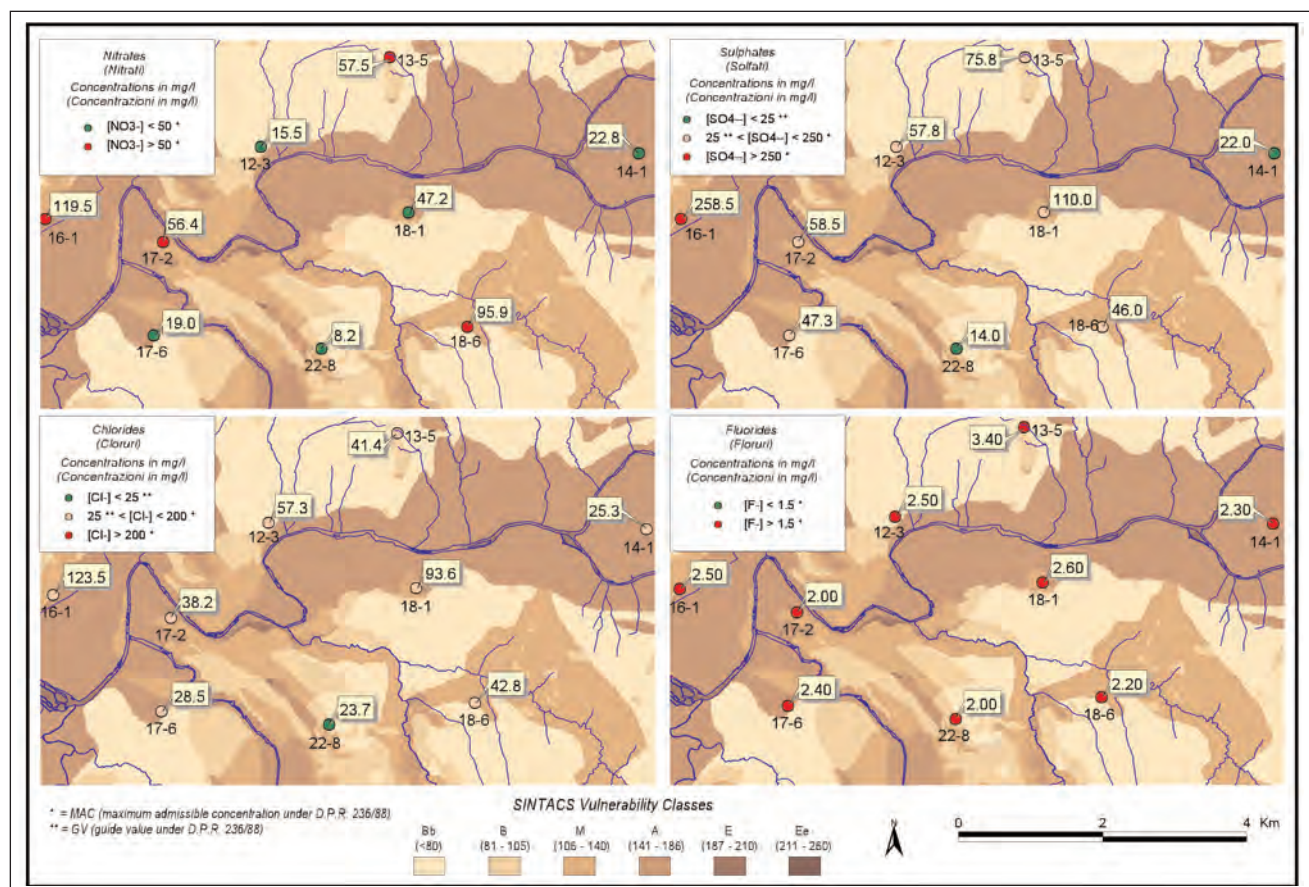 Nitrates
(Nitrati)
Concentrations in mg/l
(Concentrazioni in mg/l)
[NO3-] < 50 *
[NO3-] > 50 *
57.5
13-5
15.5
12-3
22.8
14-1
119.5
16-1
56.4
17-2
47.2
18-1
19.0
17-6
8.2
22-8
95.9
18-6
Sulphates
(Solfati)
Concentrations in mg/l
(Concentrazioni in mg/l)
[SO4--] < 25 **
25 ** < [SO4--] < 250 *
[SO4--] > 250 *
75.8
13-5
57.8
12-3
22.0
14-1
258.5
16-1
58.5
17-2
110.0
18-1
47.3
17-6
14.0
22-8
46.0
18-6
Chlorides
(Cloruri)
Concentrations in mg/l
(Concentrazioni in mg/l)
[Cl-] < 25 **
25 ** < [Cl-] < 200 *
[Cl-] > 200 *
41.4
13-5
57.3
12-3
25.3
14-1
123.5
16-1
38.2
17-2
93.6
18-1
28.5
17-6
23.7
22-8
42.8
18-6
Fluorides
(Floruri)
Concentrations in mg/l
(Concentrazioni in mg/l)
[F-] < 1.5 *
[F-] > 1.5 *
3.40
13-5
2.50
12-3
2.30
14-1
2.50
16-1
2.00
17-2
2.60
18-1
2.40
17-6
2.00
22-8
2.20
18-6
* = MAC (maximum admissible concentration under D.P.R. 236/88)
** = GV (guide value under D.P.R. 236/88)
SINTACS Vulnerability Classes
Bb B M A E Ee
(<80) (81 - 105) (106 - 140) (141 - 186) (187 - 210) (211 - 260)
N
0 2 4 Km